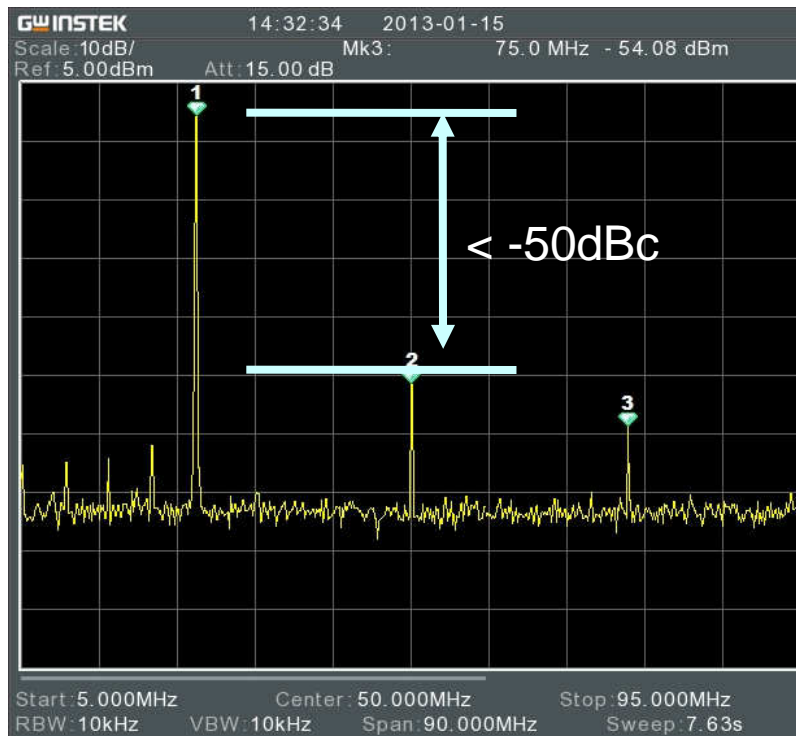 GWINSTEK 14:32:34 2013-01-15
Scale:10dB/ Mk3: 75.0 MHz - 54.08 dBm
Ref:5.00dBm Att:15.00 dB
1
< -50dBc
2
3
Start:5.000MHz Center:50.000MHz Stop:95.000MHz
RBW:10kHz VBW:10kHz Span:90.000MHz Sweep:7.63s